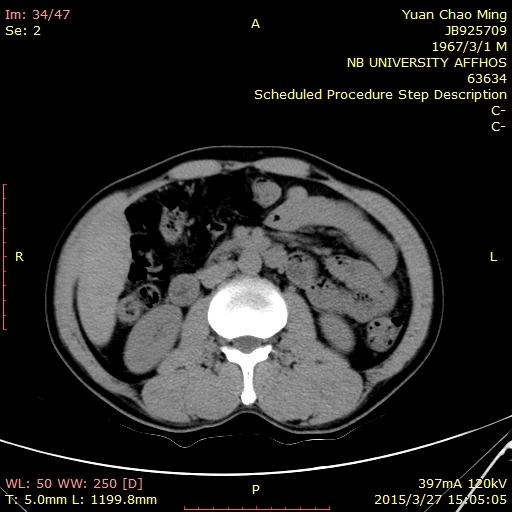 Im: 34/47
Se: 2
A
Yuan Chao Ming
JB925709
1967/3/1 M
NB UNIVERSITY AFFHOS
63634
Scheduled Procedure Step Description
C-
C-
R
L
WL: 50 WW: 250 [D]
T: 5.0mm L: 1199.8mm
P
397mA 120kV
2015/3/27 15:05:05